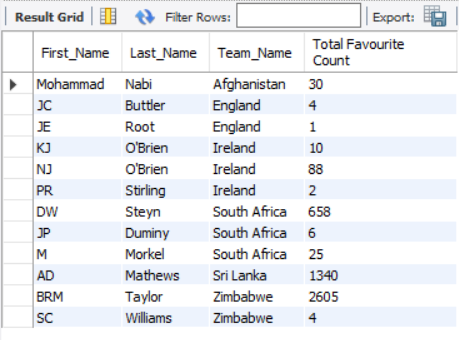 Result Grid Filter Rows: Export:
First_Name Last_Name Team_Name Total Favourite Count
Mohammad Nabi Afghanistan 30
JC Buttler England 4
JE Root England 1
KJ O'Brien Ireland 10
NJ O'Brien Ireland 88
PR Stirling Ireland 2
DW Steyn South Africa 658
JP Duminy South Africa 6
M Morkel South Africa 25
AD Mathews Sri Lanka 1340
BRM Taylor Zimbabwe 2605
SC Williams Zimbabwe 4